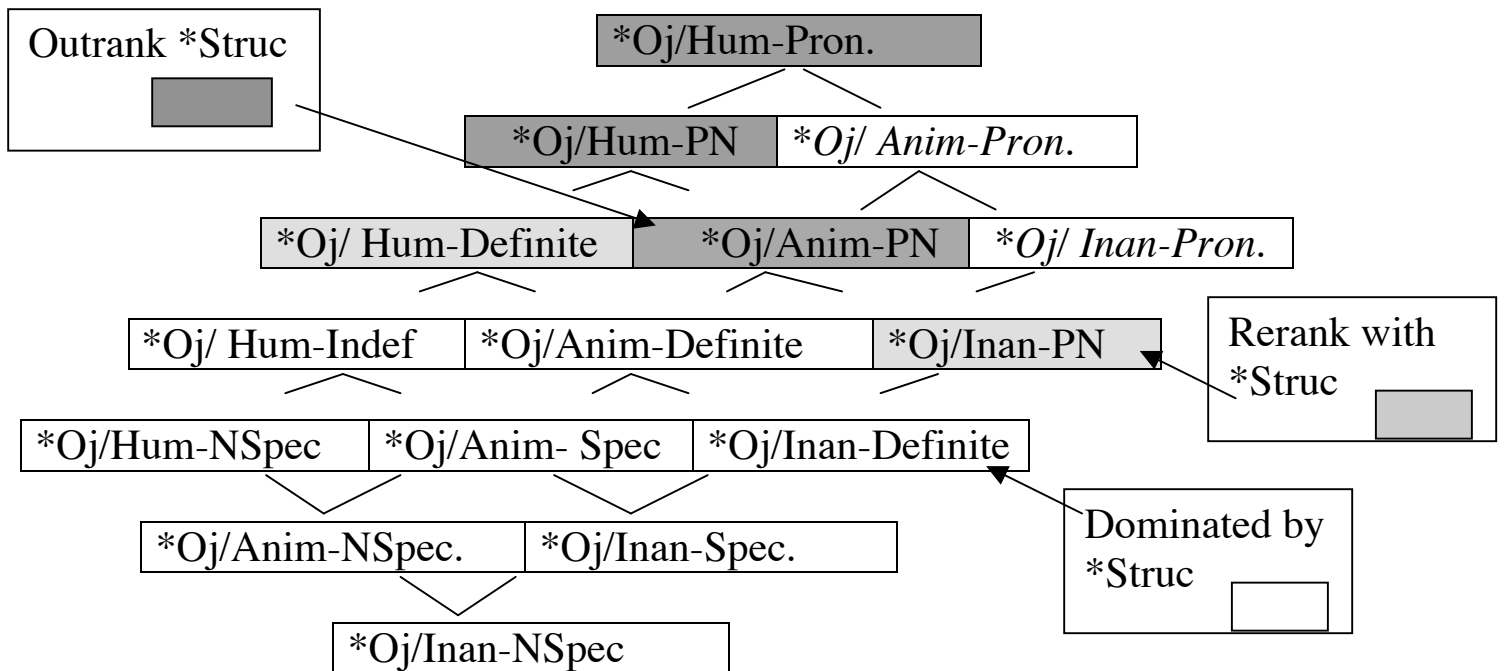 Outrank *Struc
*Oj/Hum-Pron.
*Oj/Hum-PN
*Oj/ Anim-Pron.
*Oj/ Hum-Definite
*Oj/Anim-PN
*Oj/ Inan-Pron.
*Oj/ Hum-Indef
*Oj/Anim-Definite
*Oj/Inan-PN
Rerank with
*Struc
*Oj/Hum-NSpec
*Oj/Anim- Spec
*Oj/Inan-Definite
*Oj/Anim-NSpec.
*Oj/Inan-Spec.
Dominated by
*Struc
*Oj/Inan-NSpec